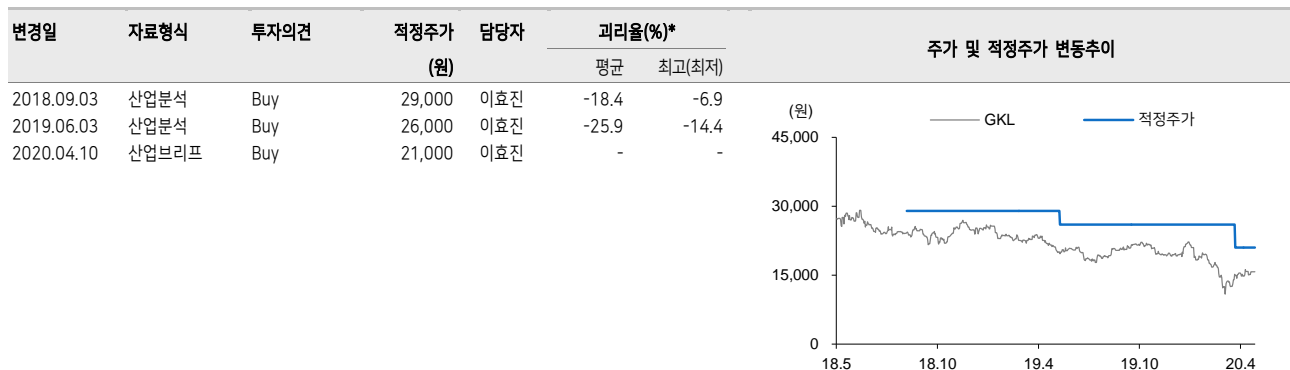 변경일 자료형식 투자의견 적정주가 담당자 괴리율(%)* 주가 및 적정주가 변동추이
(원) 평균 최고(최저)
2018.09.03 산업분석 Buy 29,000 이효진 -18.4 -6.9
2019.06.03 산업분석 Buy 26,000 이효진 -25.9 -14.4
2020.04.10 산업브리프 Buy 21,000 이효진 - -
(원) GKL 적정주가
45,000
30,000
15,000
0
18.5 18.10 19.4 19.10 20.4